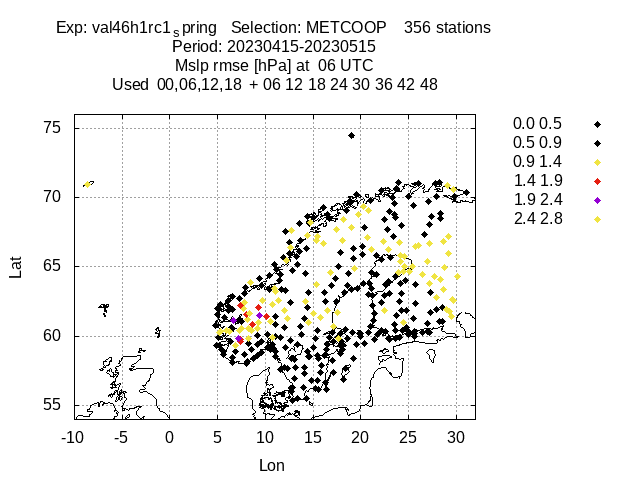 Exp: val46h1rc1spring Selection: METCOOP 356 stations
Period: 20230415-20230515
Mslp rmse [hPa] at 06 UTC
Used 00,06,12,18 + 06 12 18 24 30 36 42 48
0.0 0.5
0.5 0.9
0.9 1.4
1.4 1.9
1.9 2.4
2.4 2.8
75
70
65
60
55
Lat
-10 -5 0 5 10 15 20 25 30
Lon